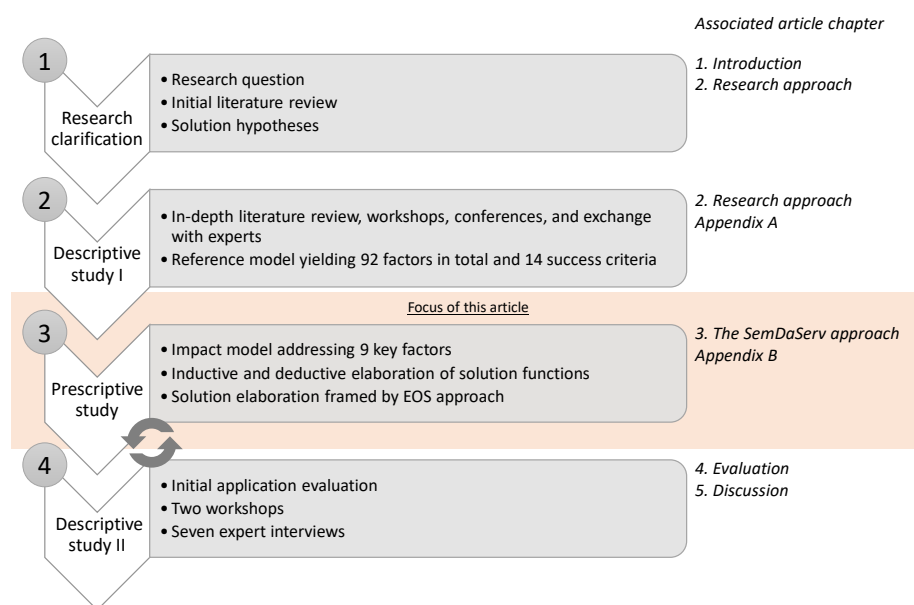 Associated article chapter
1
Research
clarification
• Research question
• Initial literature review
• Solution hypotheses
1. Introduction
2. Research approach
2
Descriptive
study I
• In-depth literature review, workshops, conferences, and exchange
with experts
• Reference model yielding 92 factors in total and 14 success criteria
2. Research approach
Appendix A
Focus of this article
3
Prescriptive
study
• Impact model addressing 9 key factors
• Inductive and deductive elaboration of solution functions
• Solution elaboration framed by EOS approach
3. The SemDaServ approach
Appendix B
4
Descriptive
study II
• Initial application evaluation
• Two workshops
• Seven expert interviews
4. Evaluation
5. Discussion